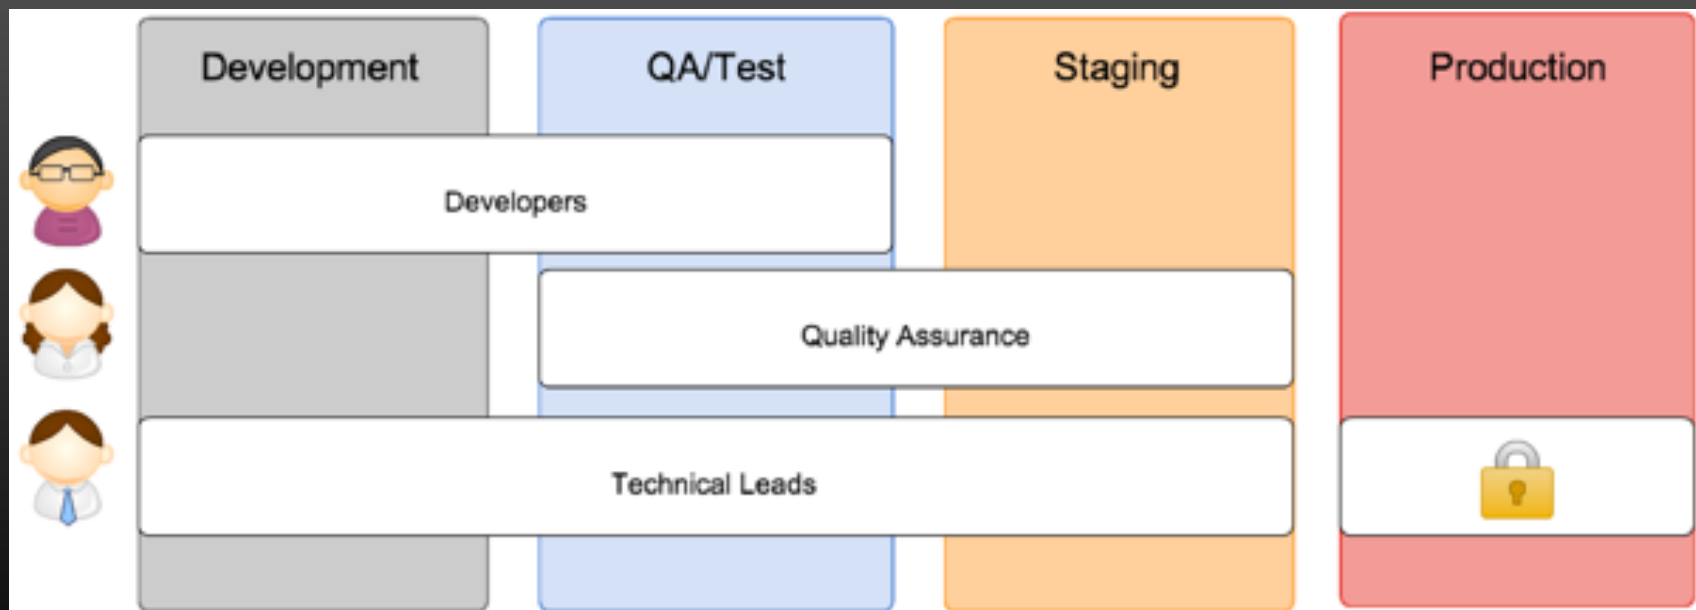 Development
QA/Test
Staging
Production
Developers
Quality Assurance
Technical Leads